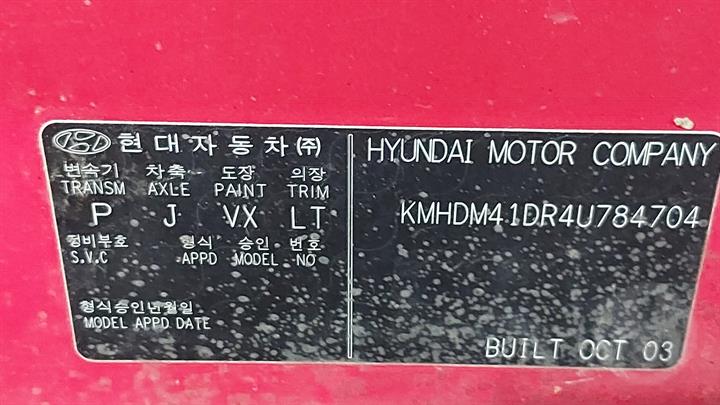 현대자동차㈜
변속기 차축 도장 의장
TRANSM AXLE PAINT TRIM
P J VX LT
정비부호 형식 승인 번호
S.V.C APPD MODEL NO
형식승인년월일
MODEL APPD DATE
HYUNDAI MOTOR COMPANY
KMHDM41DR4U784704
BUILT OCT 03